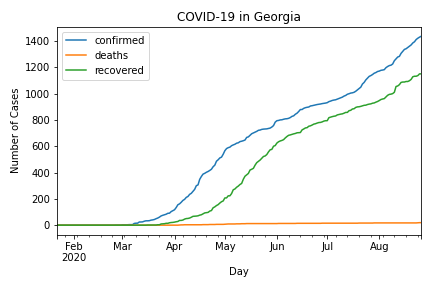 COVID-19 in Georgia
confirmed
deaths
recovered
Number of Cases
1400
1200
1000
800
600
400
200
0
Feb Mar Apr May Jun Jul Aug
2020
Day